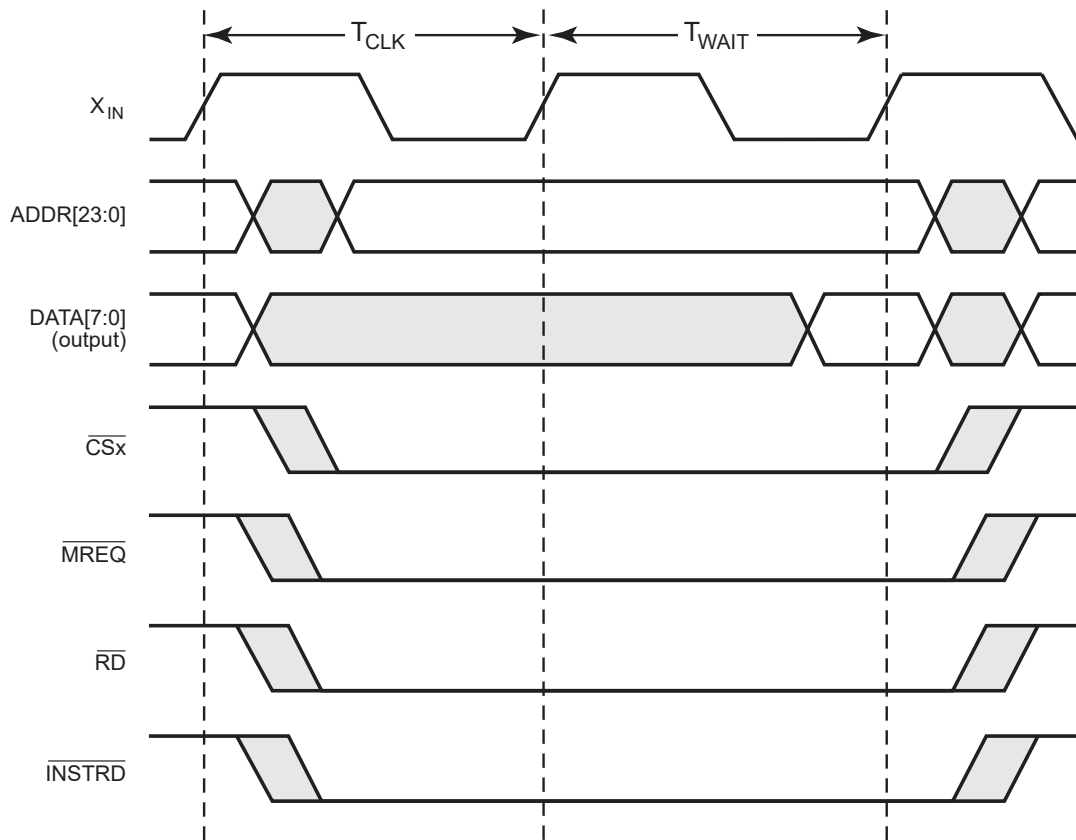 TCLK
TWAIT
XIN
ADDR[23:0]
DATA[7:0]
(output)
CSx
MREQ
RD
INSTRD